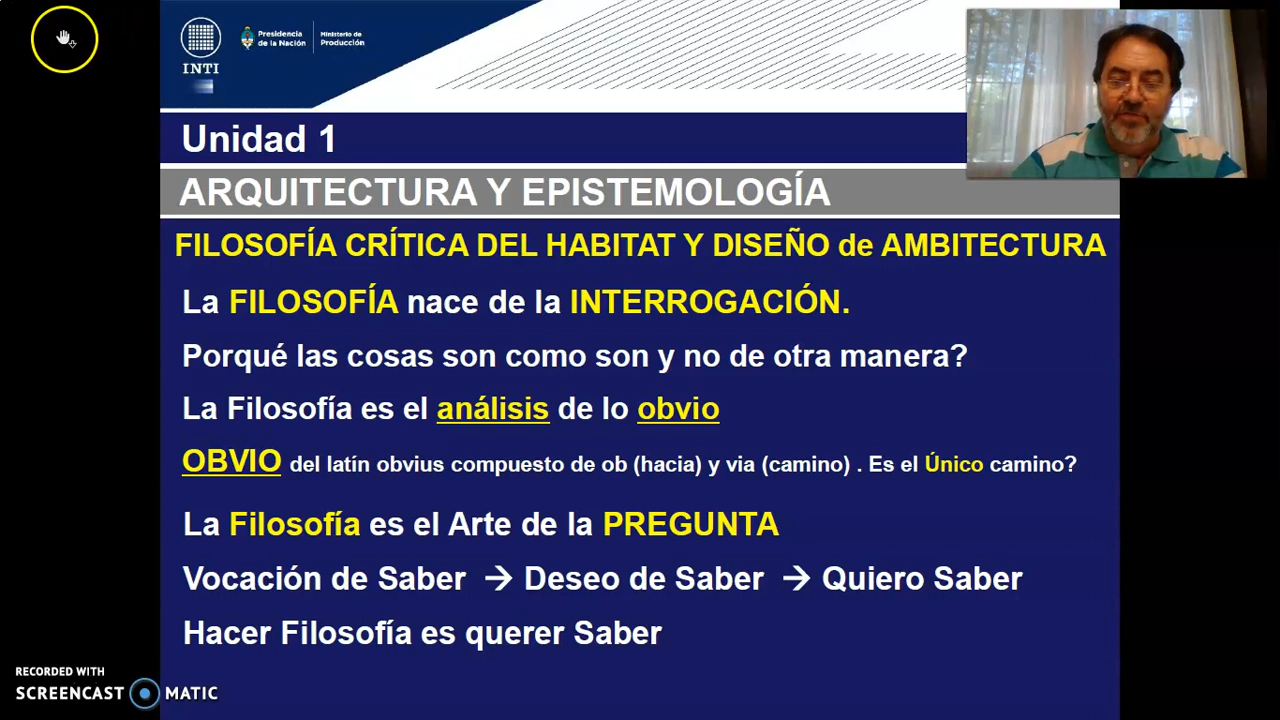 INTI
Presidencia
de la Nación
Ministerio de
Producción
Unidad 1
ARQUITECTURA Y EPISTEMOLOGÍA
FILOSOFÍA CRÍTICA DEL HABITAT Y DISEÑO de AMBITECTURA
La FILOSOFÍA nace de la INTERROGACIÓN.
Porqué las cosas son como son y no de otra manera?
La Filosofía es el análisis de lo obvio
OBVIO del latín obvius compuesto de ob (hacia) y via (camino) . Es el Único camino?
La Filosofía es el Arte de la PREGUNTA
Vocación de Saber → Deseo de Saber → Quiero Saber
Hacer Filosofía es querer Saber
RECORDED WITH
SCREENCAST MATIC